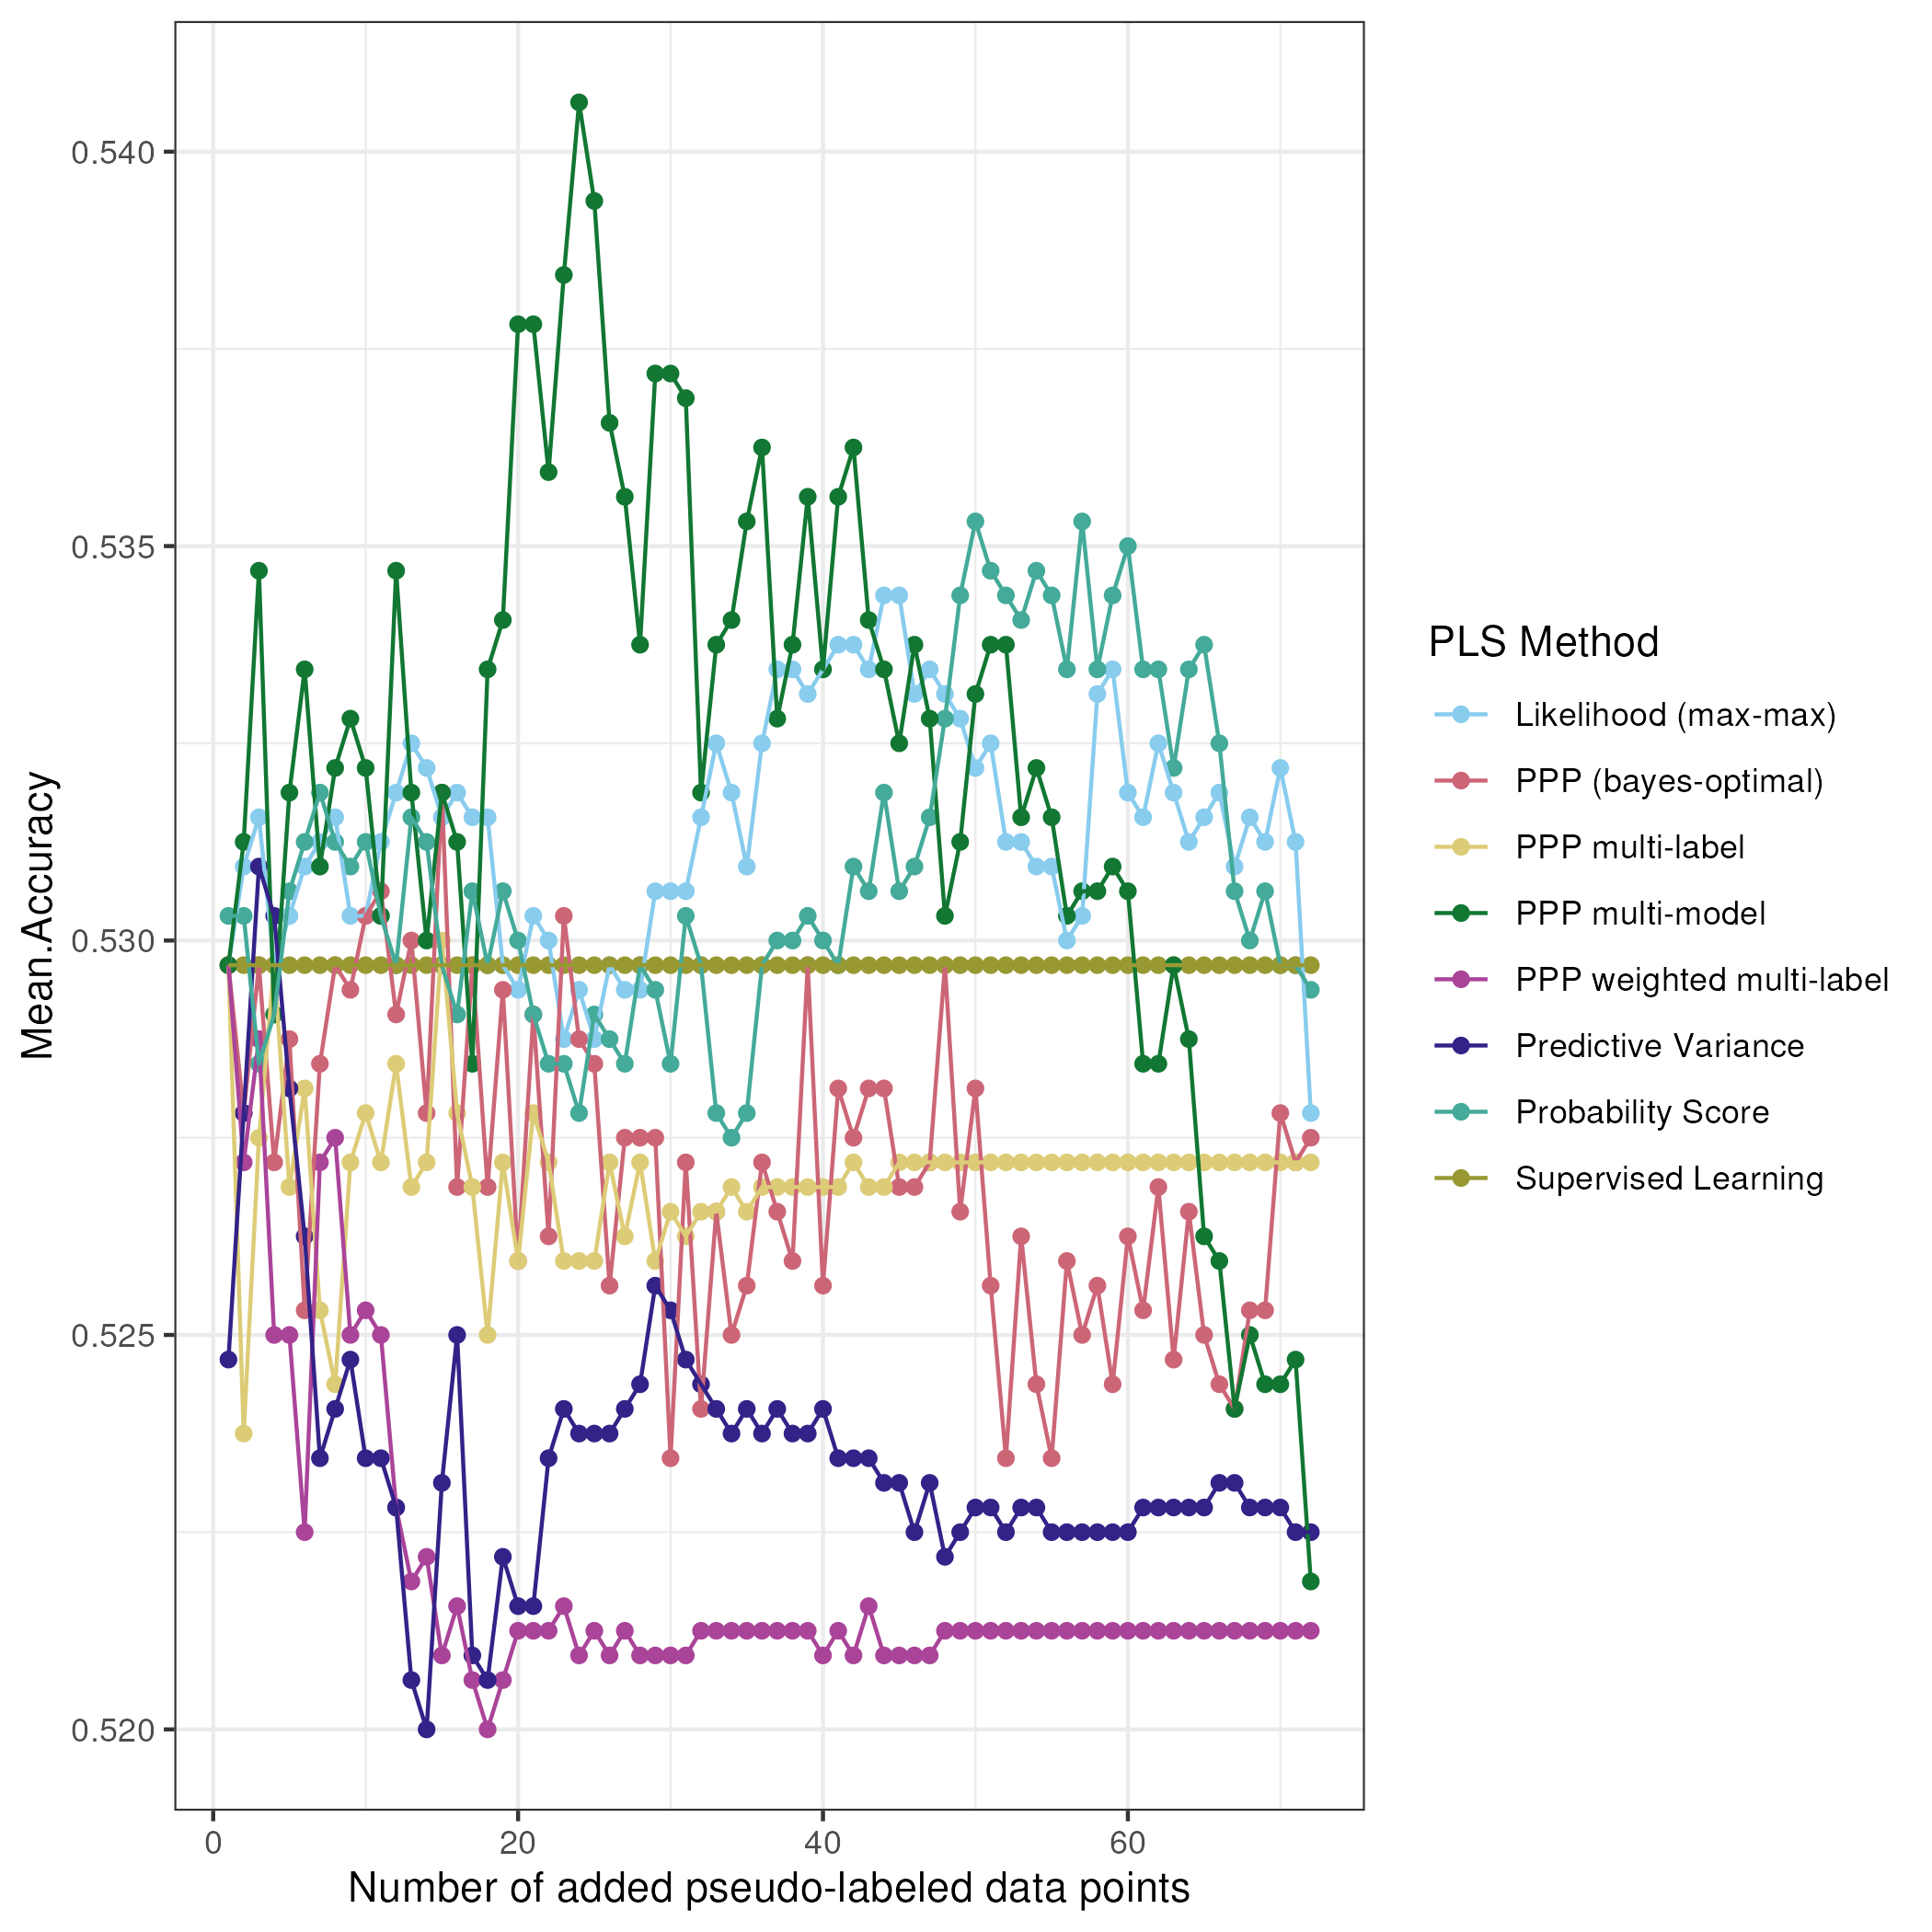 0.540
0.535
0.530
0.525
0.520
Mean.Accuracy
0
20
40
60
Number of added pseudo-labeled data points
PLS Method
Likelihood (max-max)
PPP (bayes-optimal)
PPP multi-label
PPP multi-model
PPP weighted multi-label
Predictive Variance
Probability Score
Supervised Learning